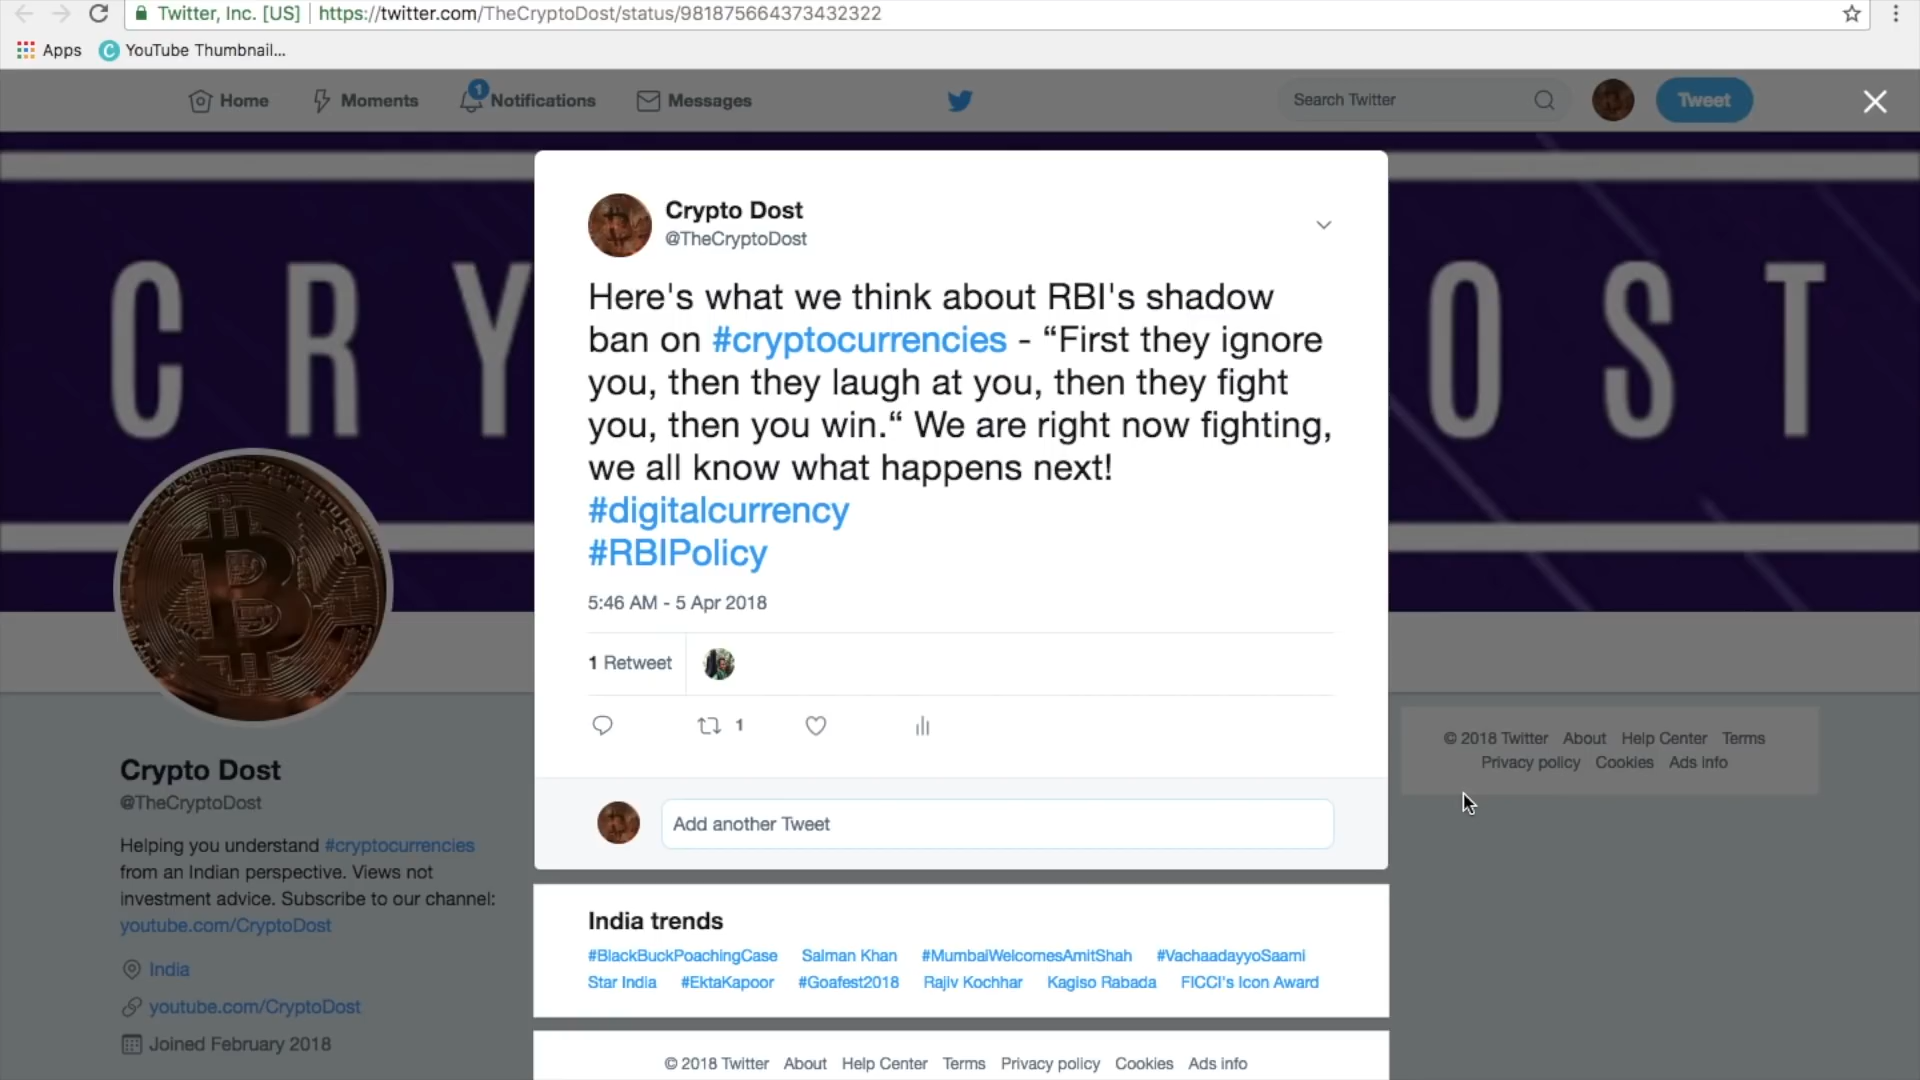 Twitter, Inc. [US] | https://twitter.com/TheCryptoDost/status/981875664373432322
Apps YouTube Thumbnail...
Home Moments 1 Notifications Messages Search Twitter Tweet
CRY OST
Crypto Dost
@TheCryptoDost
Here's what we think about RBI's shadow
ban on #cryptocurrencies - “First they ignore
you, then they laugh at you, then they fight
you, then you win.“ We are right now fighting,
we all know what happens next!
#digitalcurrency
#RBIPolicy
5:46 AM - 5 Apr 2018
1 Retweet
1
Add another Tweet
India trends
#BlackBuckPoachingCase Salman Khan #MumbaiWelcomesAmitShah #VachaadayyoSaami
Star India #EktaKapoor #Goafest2018 Rajiv Kochhar Kagiso Rabada FICCI's Icon Award
© 2018 Twitter About Help Center Terms Privacy policy Cookies Ads info
Crypto Dost
@TheCryptoDost
Helping you understand #cryptocurrencies
from an Indian perspective. Views not
investment advice. Subscribe to our channel:
youtube.com/CryptoDost
India
youtube.com/CryptoDost
Joined February 2018
© 2018 Twitter About Help Center Terms
Privacy policy Cookies Ads info